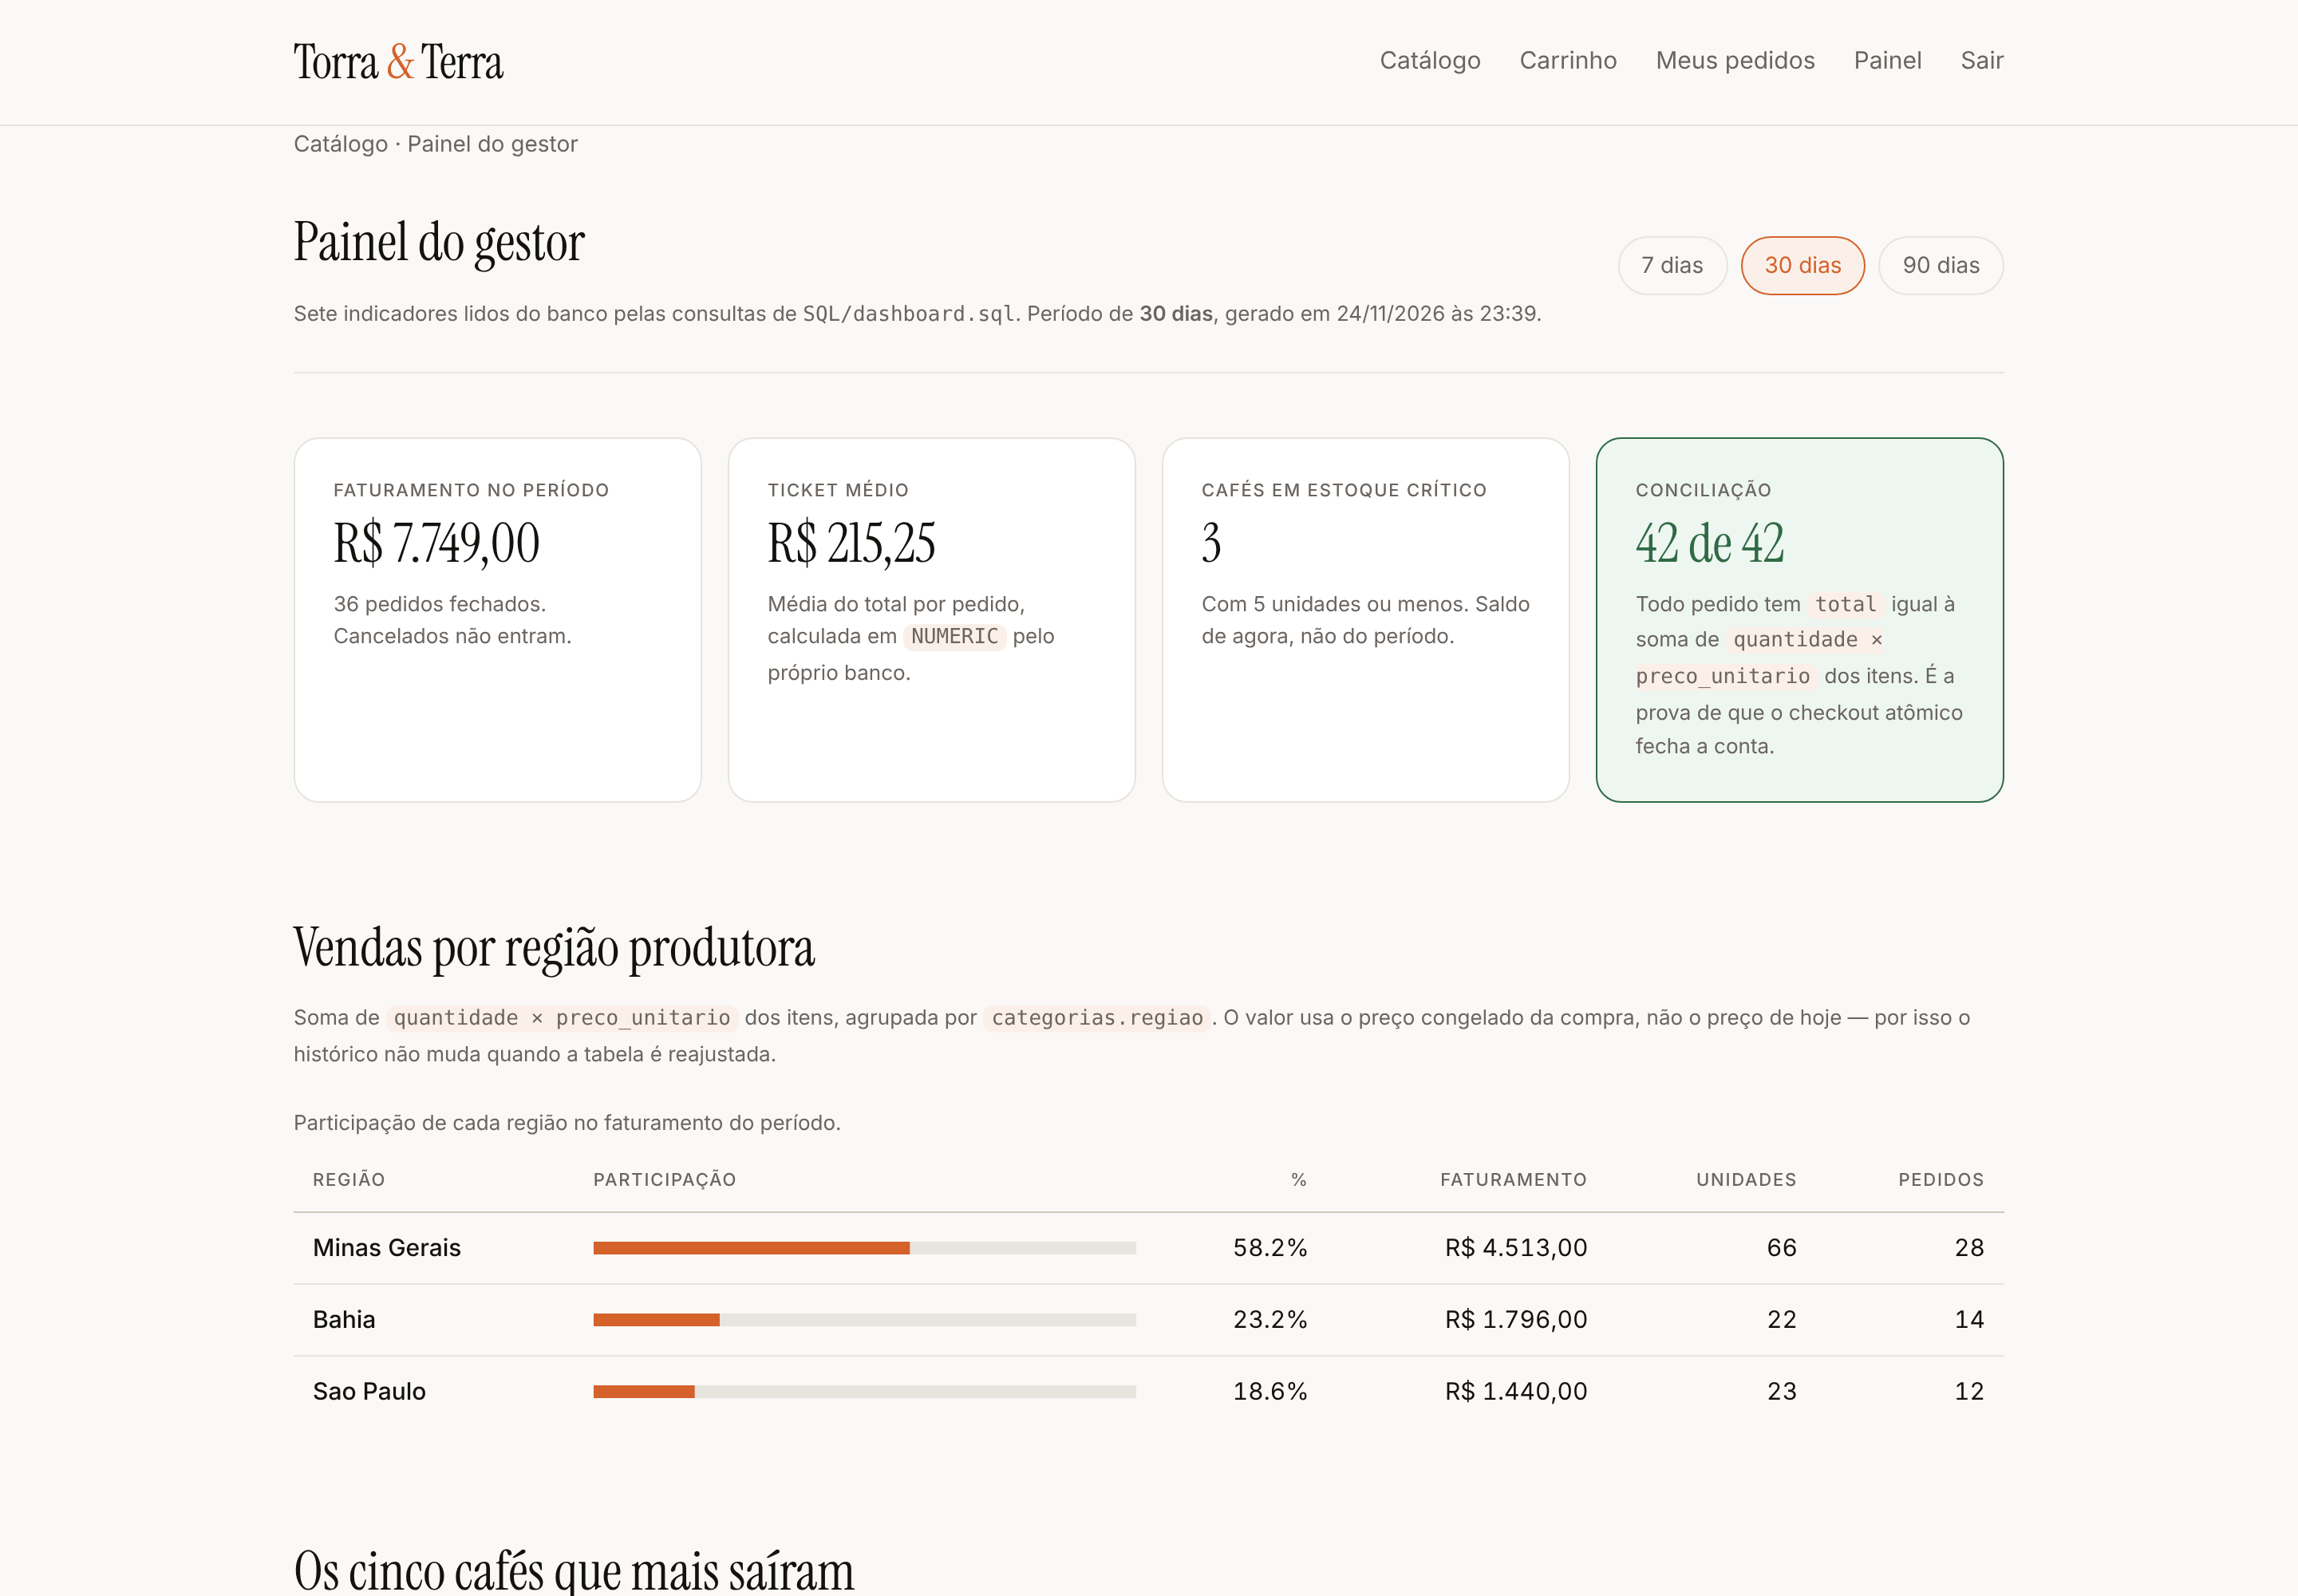 Torra & Terra
Catálogo Carrinho Meus pedidos Painel Sair
Catálogo · Painel do gestor
Painel do gestor
7 dias 30 dias 90 dias
Sete indicadores lidos do banco pelas consultas de SQL/dashboard.sql. Período de 30 dias, gerado em 24/11/2026 às 23:39.
FATURAMENTO NO PERÍODO
R$ 7.749,00
36 pedidos fechados.
Cancelados não entram.
TICKET MÉDIO
R$ 215,25
Média do total por pedido,
calculada em NUMERIC pelo
próprio banco.
CAFÉS EM ESTOQUE CRÍTICO
3
Com 5 unidades ou menos. Saldo
de agora, não do período.
CONCILIAÇÃO
42 de 42
Todo pedido tem total igual à
soma de quantidade ×
preco_unitario dos itens. É a
prova de que o checkout atômico
fecha a conta.
Vendas por região produtora
Soma de quantidade × preco_unitario dos itens, agrupada por categorias.regiao. O valor usa o preço congelado da compra, não o preço de hoje — por isso o
histórico não muda quando a tabela é reajustada.
Participação de cada região no faturamento do período.
REGIÃO PARTICIPAÇÃO % FATURAMENTO UNIDADES PEDIDOS
Minas Gerais 58.2% R$ 4.513,00 66 28
Bahia 23.2% R$ 1.796,00 22 14
Sao Paulo 18.6% R$ 1.440,00 23 12
Os cinco cafés que mais saíram